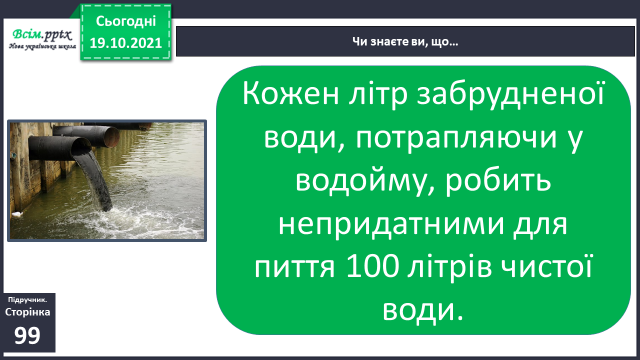 Всім.pptx
Нова українська школа
Сьогодні
19.10.2021
Чи знаєте ви, що…
Кожен літр забрудненої
води, потрапляючи у
водойму, робить
непридатними для
пиття 100 літрів чистої
води.
Підручник.
Сторінка
99